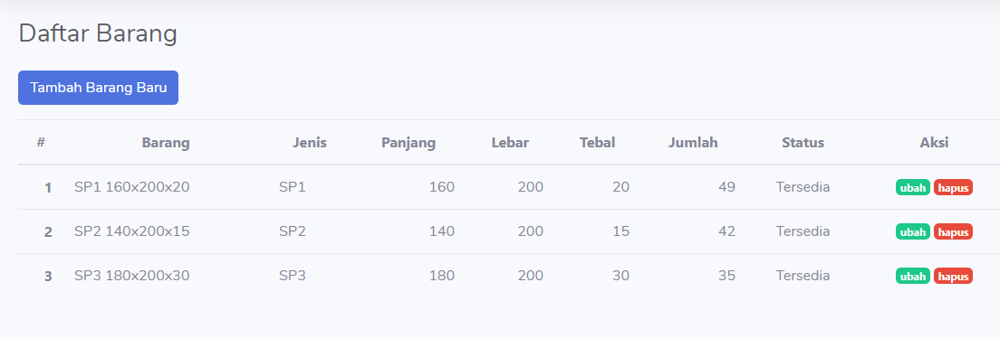 Daftar Barang
Tambah Barang Baru
# Barang Jenis Panjang Lebar Tebal Jumlah Status Aksi
1 SP1 160x200x20 SP1 160 200 20 49 Tersedia ubah hapus
2 SP2 140x200x15 SP2 140 200 15 42 Tersedia ubah hapus
3 SP3 180x200x30 SP3 180 200 30 35 Tersedia ubah hapus